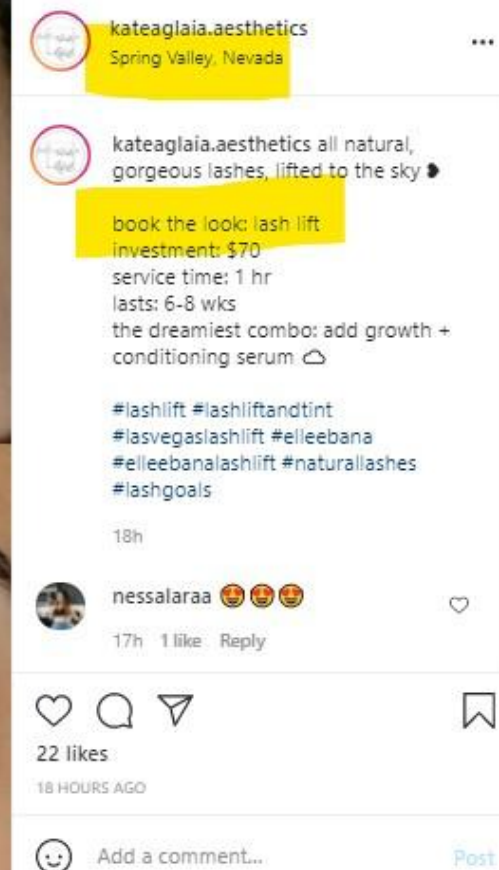 kateaglaia.aesthetics
Spring Valley, Nevada
kateaglaia.aesthetics all natural,
gorgeous lashes, lifted to the sky ❥
book the look: lash lift
investment: $70
service time: 1 hr
lasts: 6-8 wks
the dreamiest combo: add growth +
conditioning serum ☁
#lashlift #lashliftandtint
#lasvegaslashlift #elleebana
#elleebanalashlift #naturallashes
#lashgoals
18h
nessalaraa 😍😍😍
17h 1 like Reply
22 likes
18 HOURS AGO
Add a comment...
Post